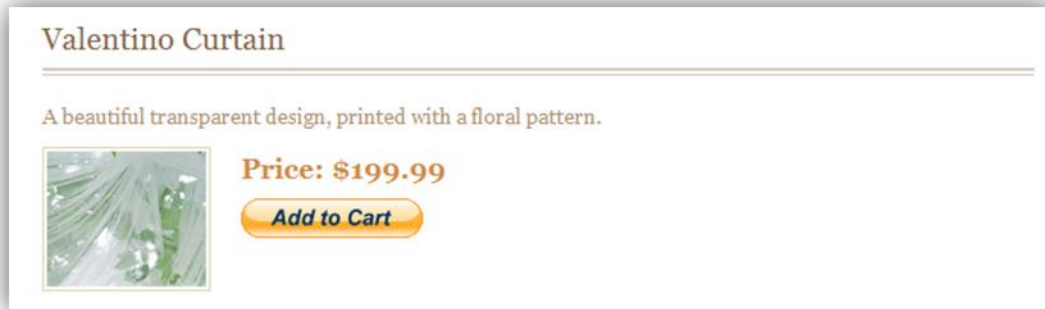 Valentino Curtain
A beautiful transparent design, printed with a floral pattern.
Price: $199.99
Add to Cart